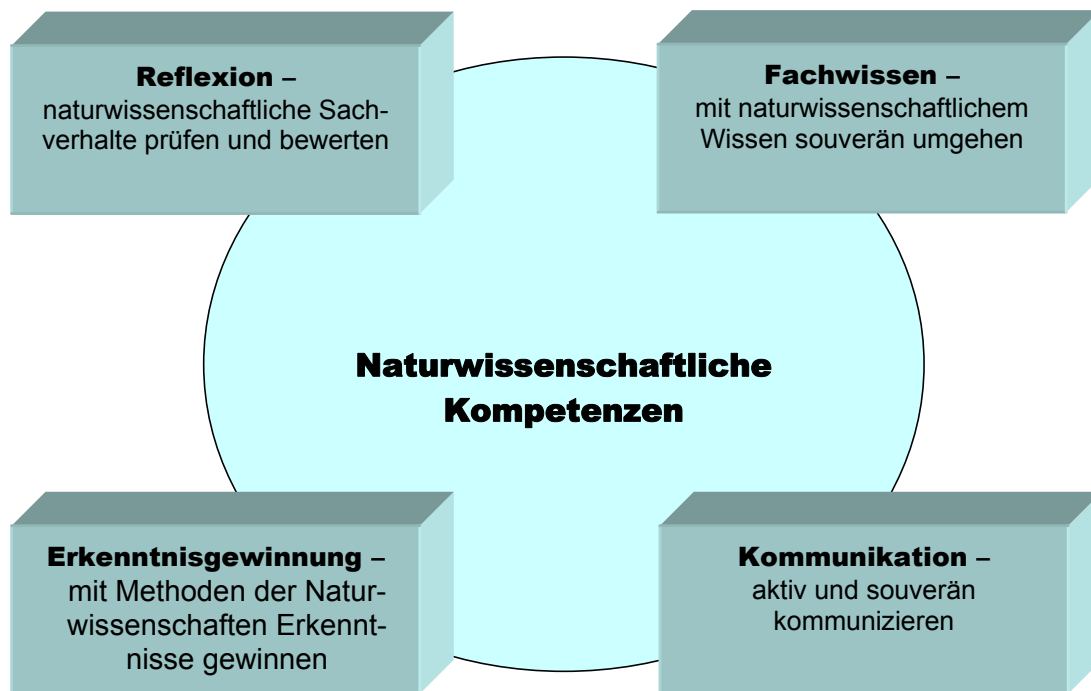 Reflexion –
naturwissenschaftliche Sach-
verhalte prüfen und bewerten
Fachwissen –
mit naturwissenschaftlichem
Wissen souverän umgehen
Naturwissenschaftliche
Kompetenzen
Erkenntnisgewinnung –
mit Methoden der Natur-
wissenschaften Erkennt-
nisse gewinnen
Kommunikation –
aktiv und souverän
kommunizieren